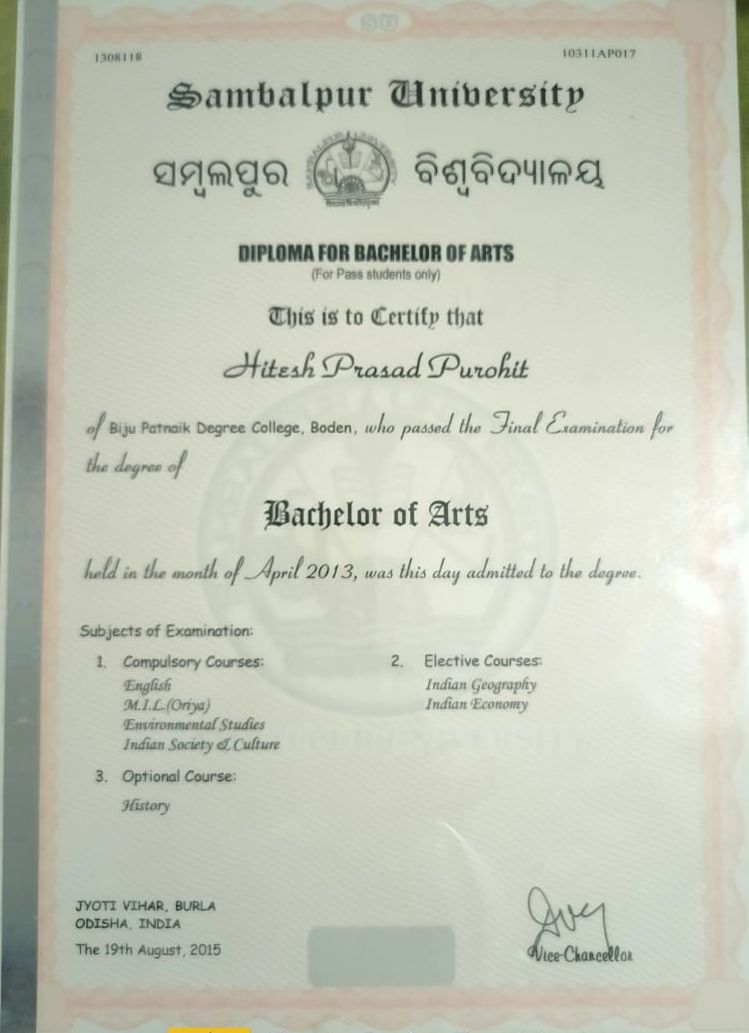 1308118
10311AP017
Sambalpur University
ସମ୍ବଲପୁର ବିଶ୍ୱବିଦ୍ୟାଳୟ
DIPLOMA FOR BACHELOR OF ARTS
(For Pass students only)
This is to Certify that
Hitesh Prasad Purohit
of Biju Patnaik Degree College, Boden, who passed the Final Examination for
the degree of
Bachelor of Arts
held in the month of April 2013, was this day admitted to the degree.
Subjects of Examination:
1. Compulsory Courses:
English
M.I.L.(Oriya)
Environmental Studies
Indian Society & Culture
2. Elective Courses:
Indian Geography
Indian Economy
3. Optional Course:
History
JYOTI VIHAR, BURLA
ODISHA, INDIA
The 19th August, 2015
Vice-Chancellor